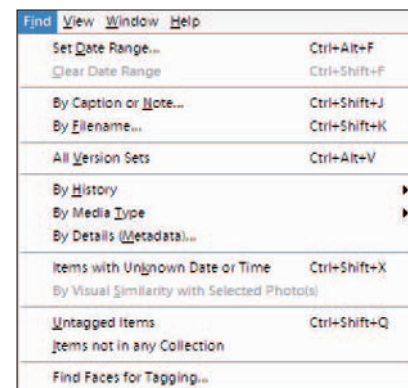 Find View Window Help
Set Date Range... Ctrl+Alt+F
Clear Date Range Ctrl+Shift+F
By Caption or Note... Ctrl+Shift+J
By Filename... Ctrl+Shift+K
All Version Sets Ctrl+Alt+V
By History
By Media Type
By Details (Metadata)...
Items with Unknown Date or Time Ctrl+Shift+X
By Visual Similarity with Selected Photo(s)
Untagged Items Ctrl+Shift+Q
Items not in any Collection
Find Faces for Tagging...